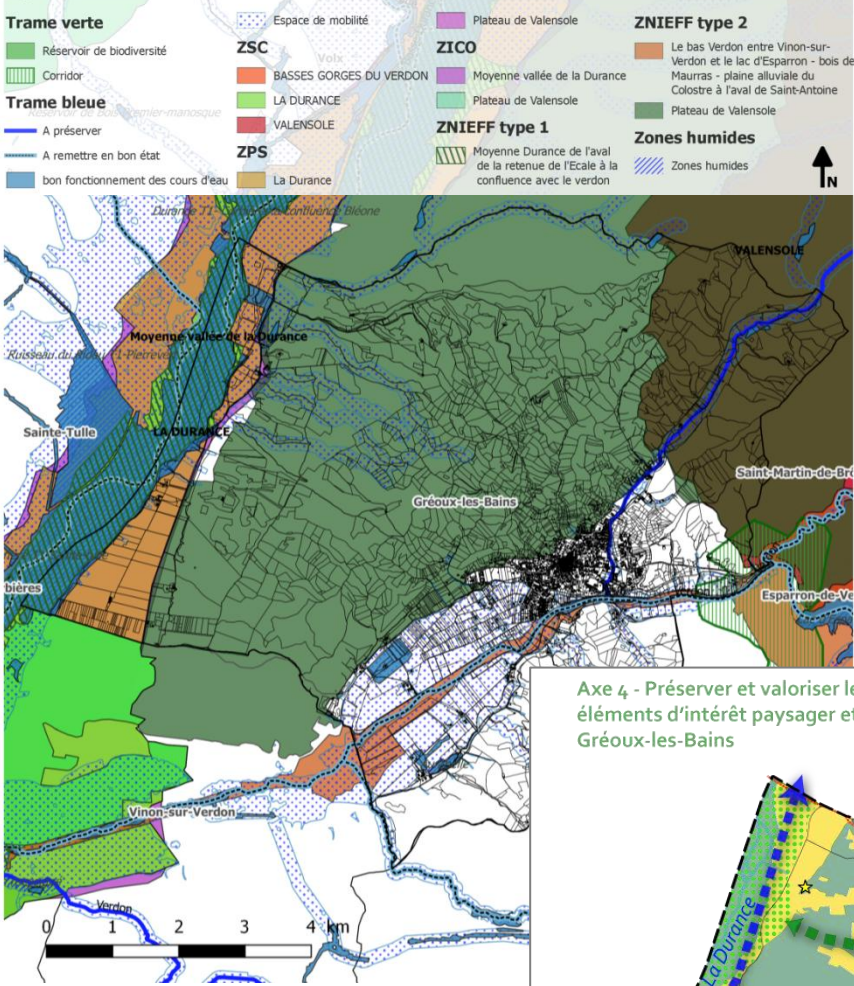 Trame verte
Réservoir de biodiversité
Corridor
Trame bleue
A préserver
A remettre en bon état
bon fonctionnement des cours d'eau
Espace de mobilité
ZSC
BASSES GORGES DU VERDON
LA DURANCE
VALENSOLE
ZPS
La Durance
Plateau de Valensole
ZICO
Moyenne vallée de la Durance
Plateau de Valensole
ZNIEFF type 1
Moyenne Durance de l'aval
de la retenue de l'Ecale à la
confluence avec le verdon
ZNIEFF type 2
Le bas Verdon entre Vinon-sur-
Verdon et le lac d'Esparron - bois de
Maurras - plaine alluviale du
Colostre à l'aval de Saint-Antoine
Plateau de Valensole
Zones humides
Zones humides
N
Volx
VALENSOLE
Moyenne vallée de la Durance
Sainte-Tulle
LA DURANCE
Saint-Martin-de-Br
Gréoux-les-Bains
bières
Esparron-de-Ve
Vinon-sur-Verdon
Verdon
0 1 2 3 4 km
Axe 4 - Préserver et valoriser le
éléments d'intérêt paysager et
Gréoux-les-Bains
La Durance